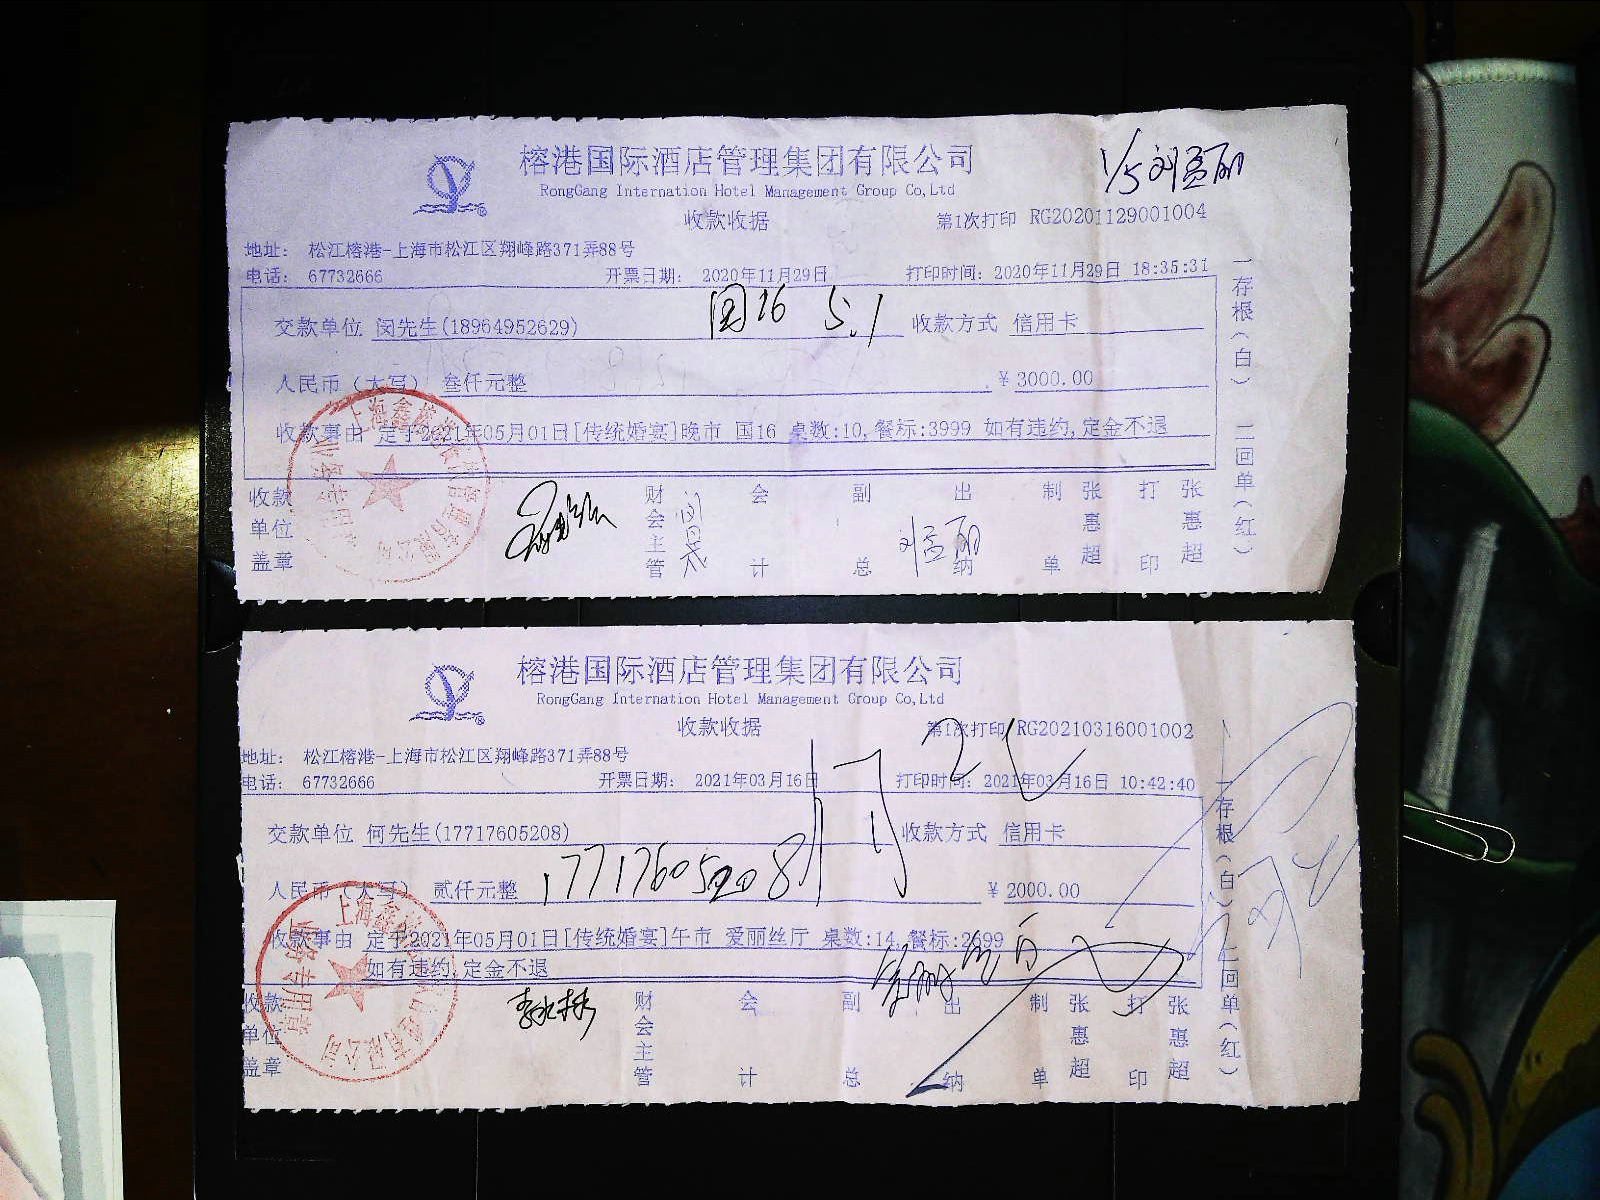 榕港国际酒店管理集团有限公司
1/5 刘孟丽
RongGang Internation Hotel Management Group Co,Ltd
收款收据
第1次打印 RG20201129001004
地址： 松江榕港-上海市松江区翔峰路371弄88号
电话： 67732666 开票日期： 2020年11月29日 打印时间：2020年11月29日 18:35:31
交款单位 闵先生(18964952629) 国16 5.1 收款方式 信用卡
人民币（大写） 叁仟元整 ￥ 3000.00
收款事由 定于2021年05月01日[传统婚宴]晚市 国16 桌数:10,餐标:3999 如有违约,定金不退
收款单位盖章 财会主管 会计 副总 出纳 刘孟丽 制单 张惠超 打印 张惠超
一存根（白） 二回单（红）
榕港国际酒店管理集团有限公司
RongGang Internation Hotel Management Group Co,Ltd
收款收据
第1次打印 RG20210316001002
地址： 松江榕港-上海市松江区翔峰路371弄88号
电话： 67732666 开票日期： 2021年03月16日 打印时间：2021年03月16日 10:42:40
交款单位 何先生(17717605208) 收款方式 信用卡
人民币（大写） 贰仟元整 17717605208 ￥ 2000.00
收款事由 定于2021年05月01日[传统婚宴]午市 爱丽丝厅 桌数:14,餐标:2699
如有违约,定金不退
收款单位盖章 财会主管 会计 副总 出纳 制单 张惠超 打印 张惠超
一存根（白） 二回单（红）